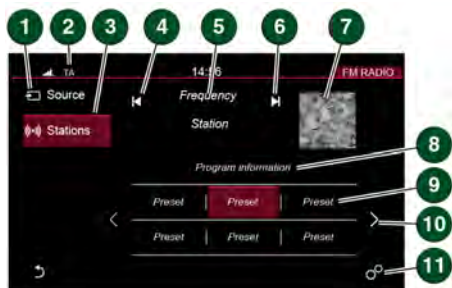 1 2 3 4 5 6 7
TA 14:56 FM RADIO
Source Frequency
Stations Station
Program information 8
Preset Preset Preset 9
10
Preset Preset Preset
11